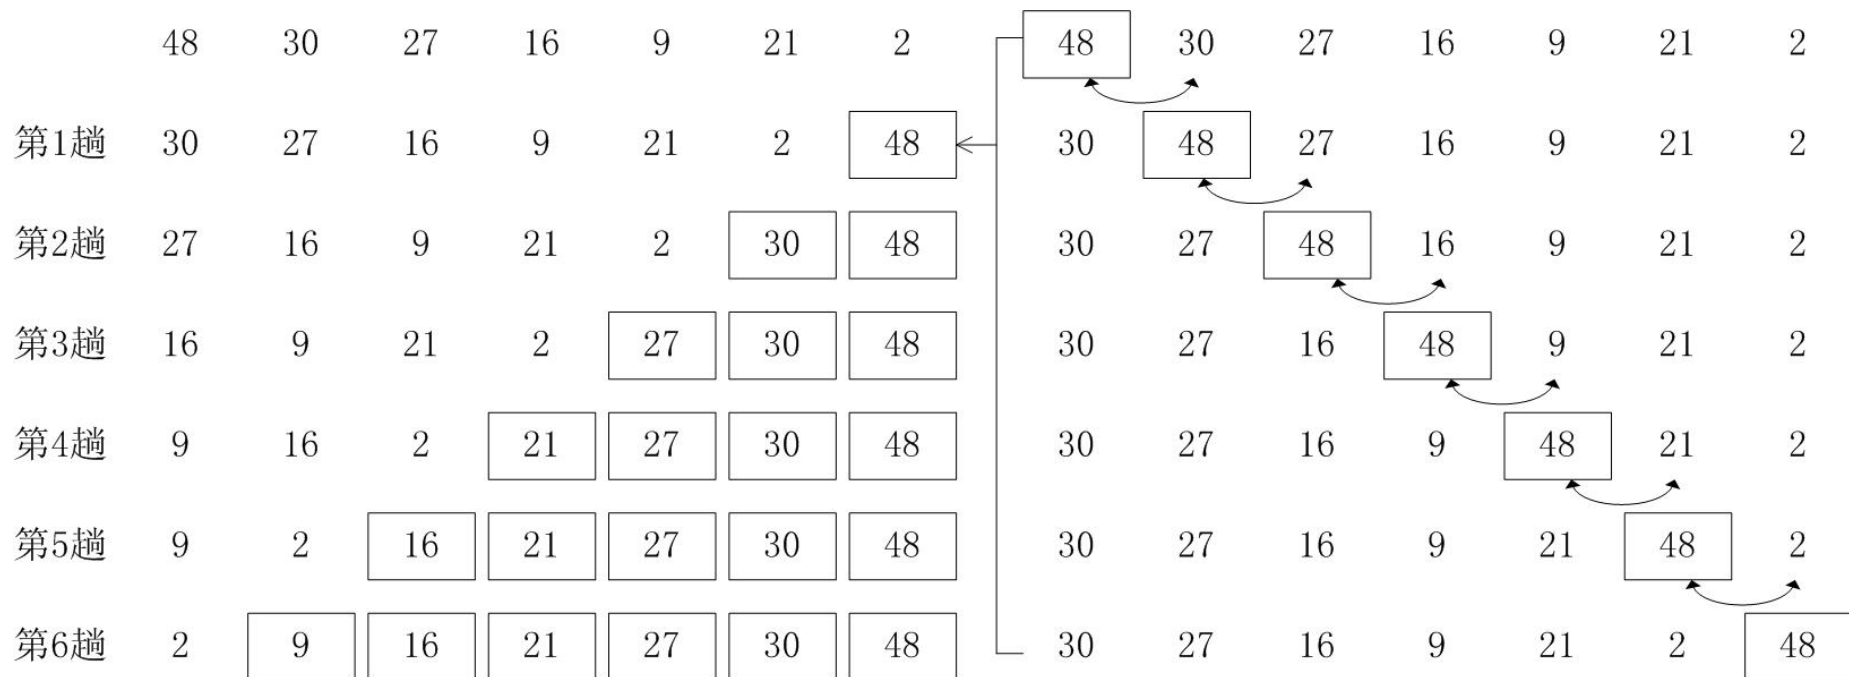 48 30 27 16 9 21 2 48 30 27 16 9 21 2
第1趟 30 27 16 9 21 2 48 30 48 27 16 9 21 2
第2趟 27 16 9 21 2 30 48 30 27 48 16 9 21 2
第3趟 16 9 21 2 27 30 48 30 27 16 48 9 21 2
第4趟 9 16 2 21 27 30 48 30 27 16 9 48 21 2
第5趟 9 2 16 21 27 30 48 30 27 16 9 21 48 2
第6趟 2 9 16 21 27 30 48 30 27 16 9 21 2 48